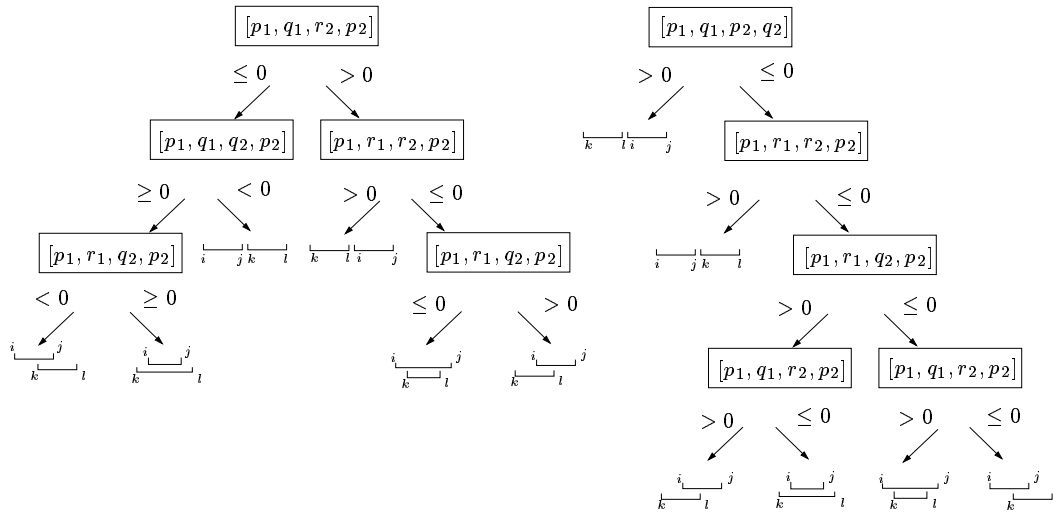 [p₁, q₁, r₂, p₂] [p₁, q₁, p₂, q₂]
≤ 0 > 0 > 0 ≤ 0
[p₁, q₁, q₂, p₂] [p₁, r₁, r₂, p₂] [p₁, r₁, r₂, p₂]
k l i j
≥ 0 < 0 > 0 ≤ 0 > 0 ≤ 0
[p₁, r₁, q₂, p₂] i j k l k l i j [p₁, r₁, q₂, p₂] i j k l [p₁, r₁, q₂, p₂]
< 0 ≥ 0 ≤ 0 > 0 > 0 ≤ 0
i j i j i j i j
k l k l k l k l
[p₁, q₁, r₂, p₂] [p₁, q₁, r₂, p₂]
> 0 ≤ 0 > 0 ≤ 0
i j i j i j i j
k l k l k l k